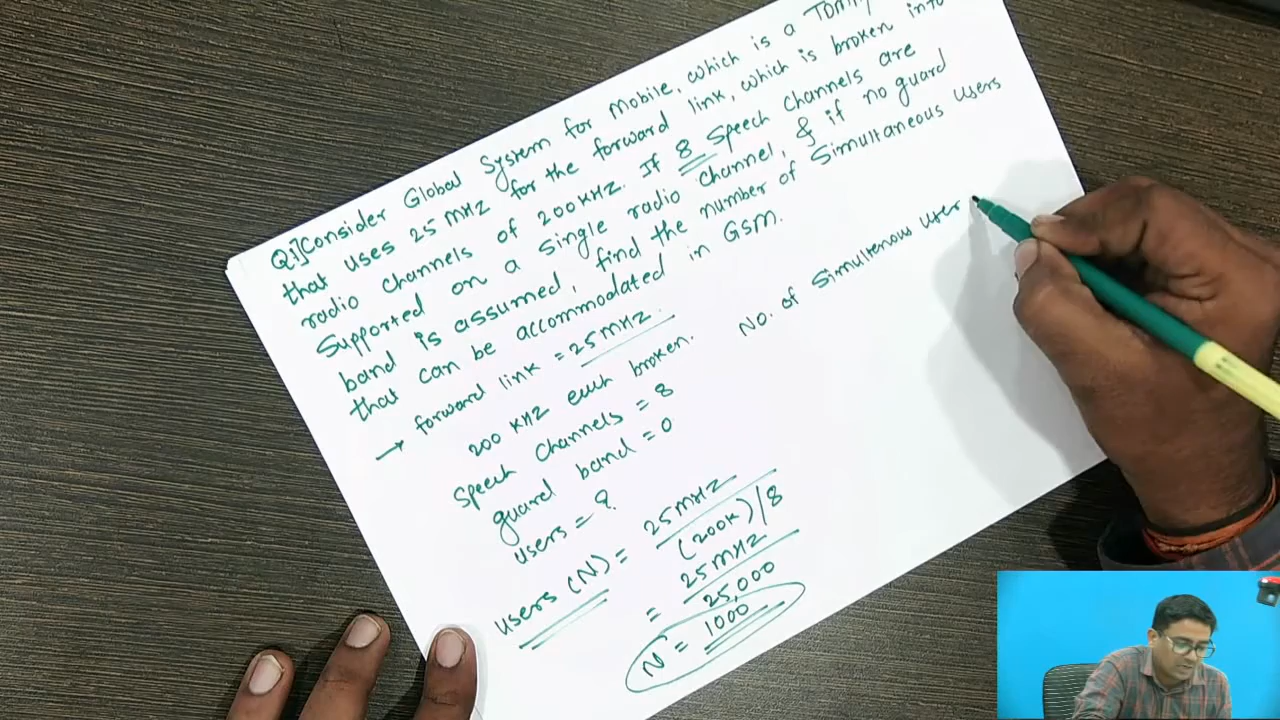 Q1] Consider Global System for Mobile, which is a
that uses 25 MHZ for the forward link, which is broken into
radio channels of 200KHZ. If 8 Speech Channels are
Supported on a single radio channel, & if no guard
band is assumed, find the number of Simultaneous Users
that can be accommodated in GSM.
→ forward link = 25 MHZ.
200 KHZ each broken.
Speech Channels = 8
guard band = 0
users = ?
users (N) = 25 MHZ
(200K)/8
= 25 MHZ
25,000
N = 1000
No. of Simultenous User